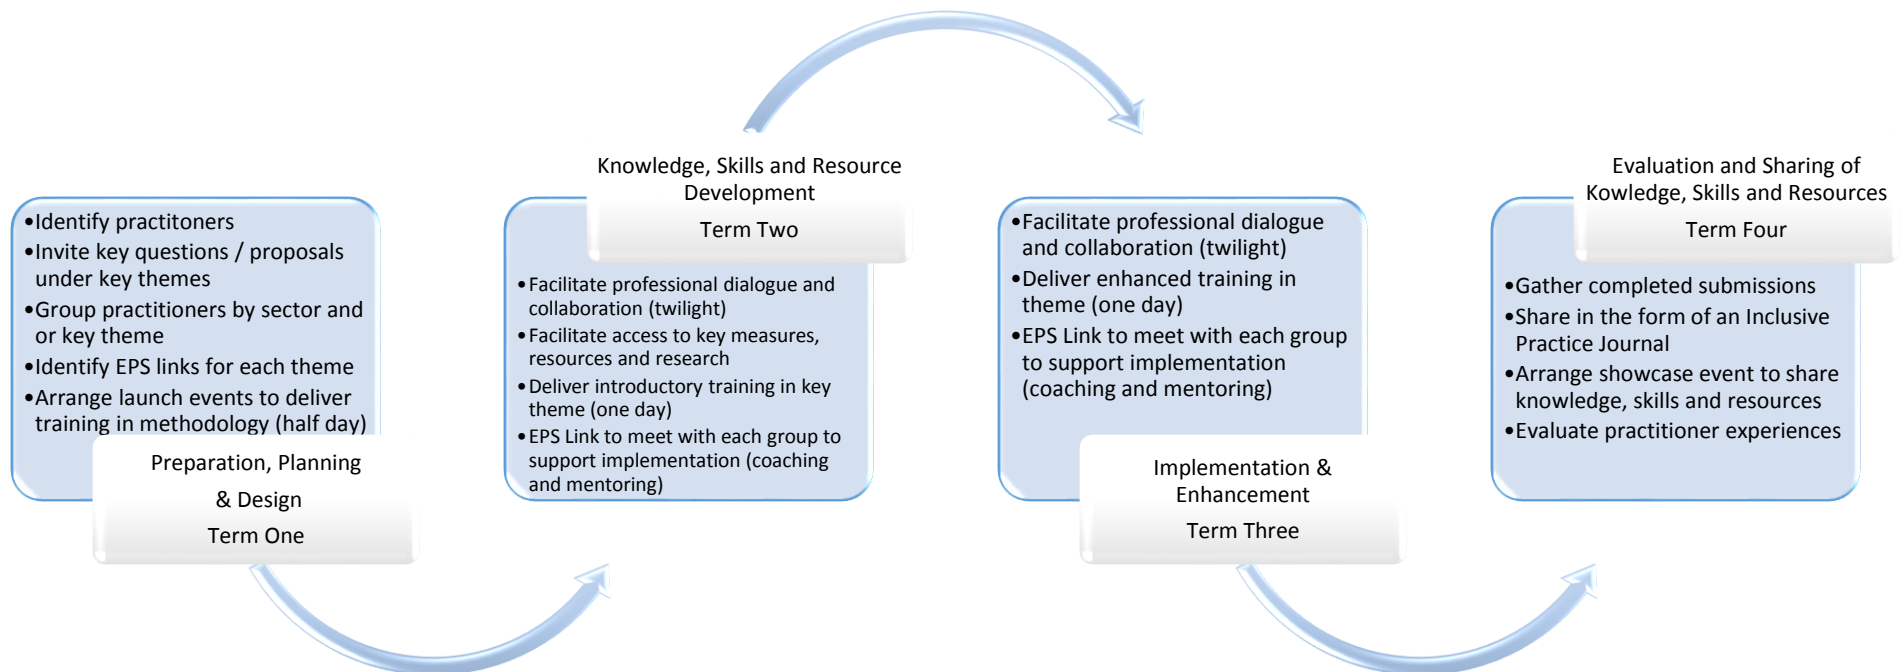 •Identify practitoners
•Invite key questions / proposals
under key themes
•Group practitioners by sector and
or key theme
•Identify EPS links for each theme
•Arrange launch events to deliver
training in methodology (half day)
Preparation, Planning
& Design
Term One
Knowledge, Skills and Resource
Development
Term Two
•Facilitate professional dialogue and
collaboration (twilight)
•Facilitate access to key measures,
resources and research
•Deliver introductory training in key
theme (one day)
•EPS Link to meet with each group to
support implementation (coaching
and mentoring)
•Facilitate professional dialogue
and collaboration (twilight)
•Deliver enhanced training in
theme (one day)
•EPS Link to meet with each group
to support implementation
(coaching and mentoring)
Implementation &
Enhancement
Term Three
Evaluation and Sharing of
Kowledge, Skills and Resources
Term Four
•Gather completed submissions
•Share in the form of an Inclusive
Practice Journal
•Arrange showcase event to share
knowledge, skills and resources
•Evaluate practitioner experiences